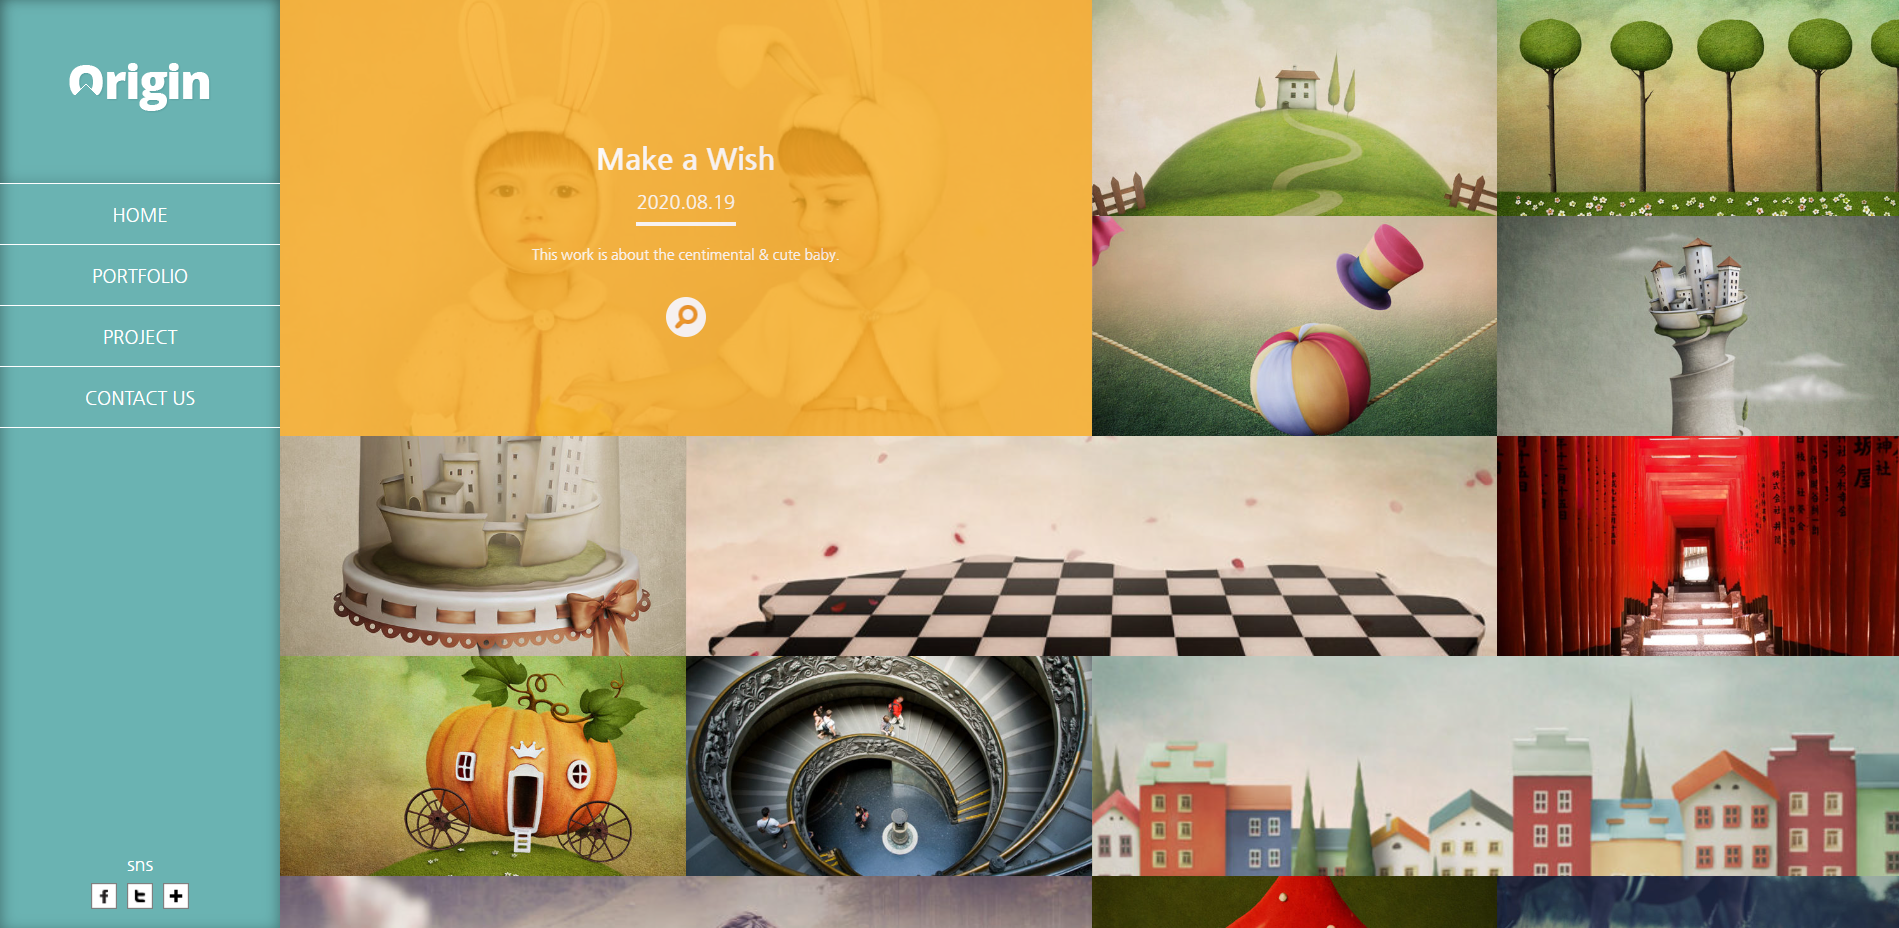 Origin
HOME
PORTFOLIO
PROJECT
CONTACT US
sns
Make a Wish
2020.08.19
This work is about the centimental & cute baby.